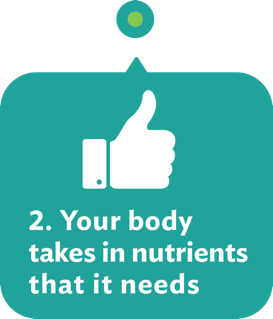 2. Your body
takes in nutrients
that it needs